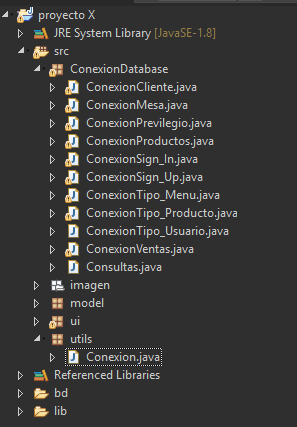 proyecto X
JRE System Library [JavaSE-1.8]
src
ConexionDatabase
ConexionCliente.java
ConexionMesa.java
ConexionPrevilegio.java
ConexionProductos.java
ConexionSign_In.java
ConexionSign_Up.java
ConexionTipo_Menu.java
ConexionTipo_Producto.java
ConexionTipo_Usuario.java
ConexionVentas.java
Consultas.java
imagen
model
ui
utils
Conexion.java
Referenced Libraries
bd
lib